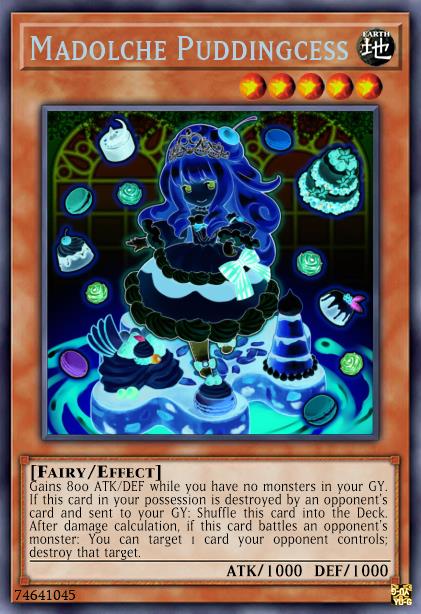 MADOLCHE PUDDINGCESS
EARTH
地
[FAIRY/EFFECT]
Gains 800 ATK/DEF while you have no monsters in your GY.
If this card in your possession is destroyed by an opponent's
card and sent to your GY: Shuffle this card into the Deck.
After damage calculation, if this card battles an opponent's
monster: You can target 1 card your opponent controls;
destroy that target.
ATK/1000 DEF/1000
74641045